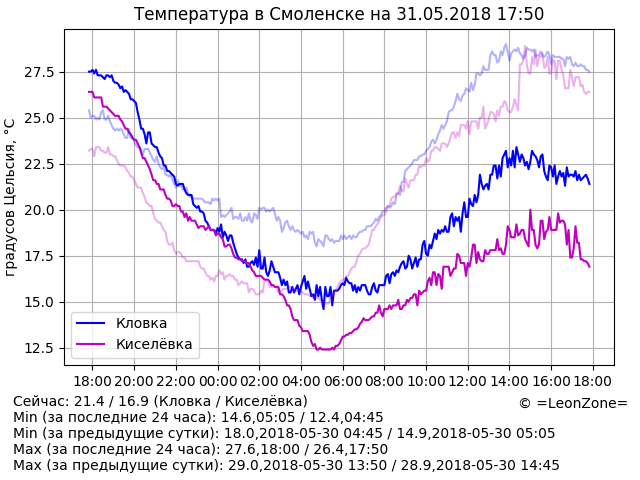 Температура в Смоленске на 31.05.2018 17:50
градусов Цельсия, °C
27.5
25.0
22.5
20.0
17.5
15.0
12.5
Кловка
Киселёвка
18:00 20:00 22:00 00:00 02:00 04:00 06:00 08:00 10:00 12:00 14:00 16:00 18:00
Сейчас: 21.4 / 16.9 (Кловка / Киселёвка)
© =LeonZone=
Min (за последние 24 часа): 14.6,05:05 / 12.4,04:45
Min (за предыдущие сутки): 18.0,2018-05-30 04:45 / 14.9,2018-05-30 05:05
Max (за последние 24 часа): 27.6,18:00 / 26.4,17:50
Max (за предыдущие сутки): 29.0,2018-05-30 13:50 / 28.9,2018-05-30 14:45